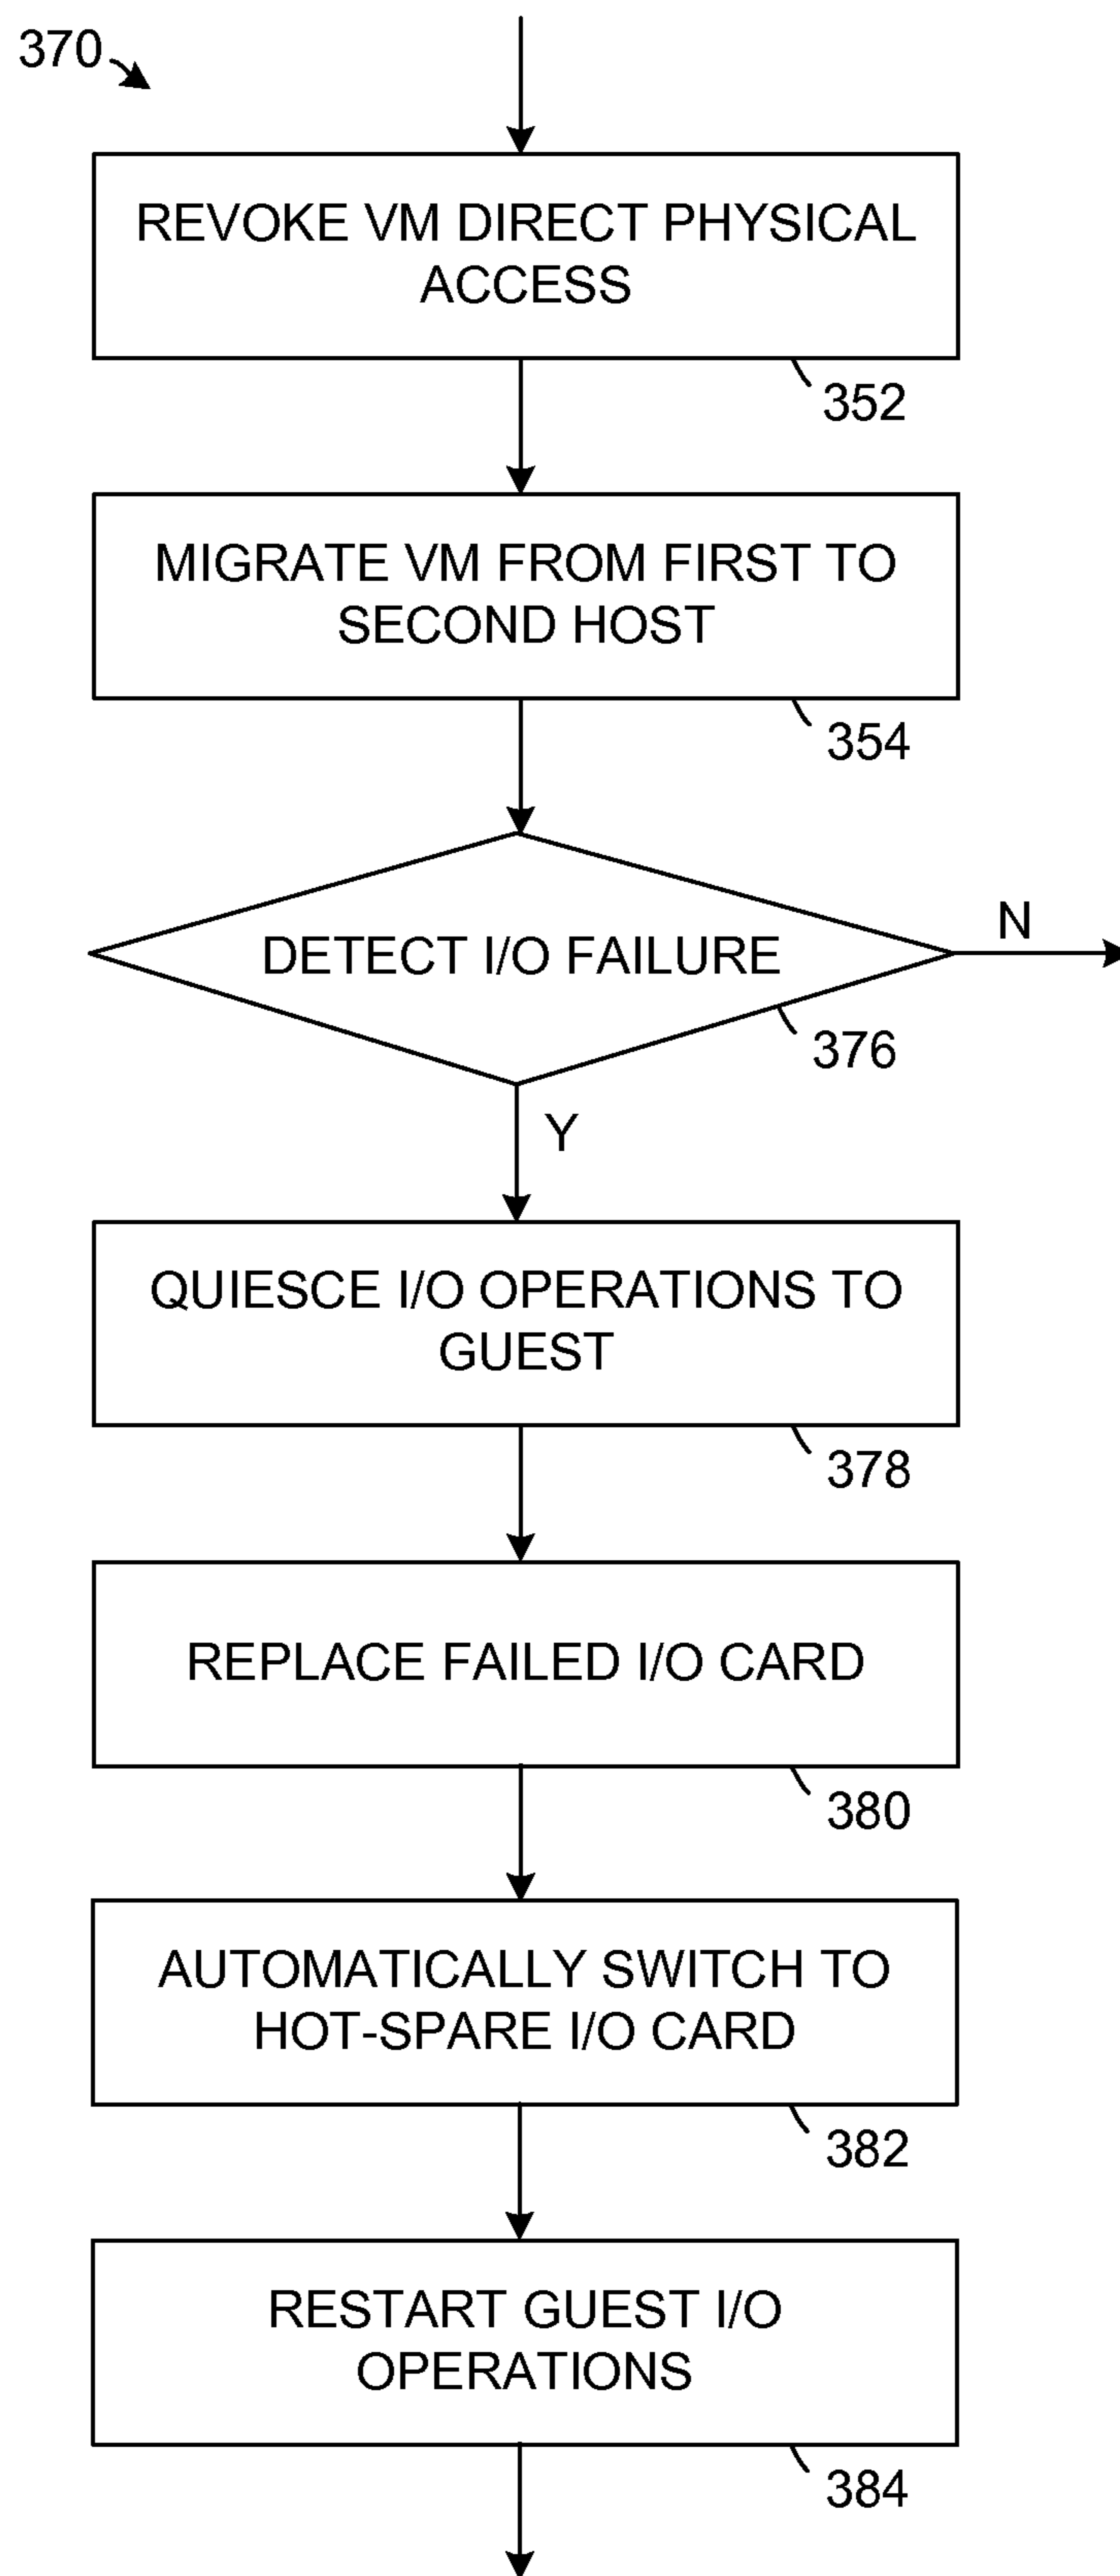 370
REVOKE VM DIRECT PHYSICAL
ACCESS
352
MIGRATE VM FROM FIRST TO
SECOND HOST
354
DETECT I/O FAILURE
N
376
Y
QUIESCE I/O OPERATIONS TO
GUEST
378
REPLACE FAILED I/O CARD
380
AUTOMATICALLY SWITCH TO
HOT-SPARE I/O CARD
382
RESTART GUEST I/O
OPERATIONS
384